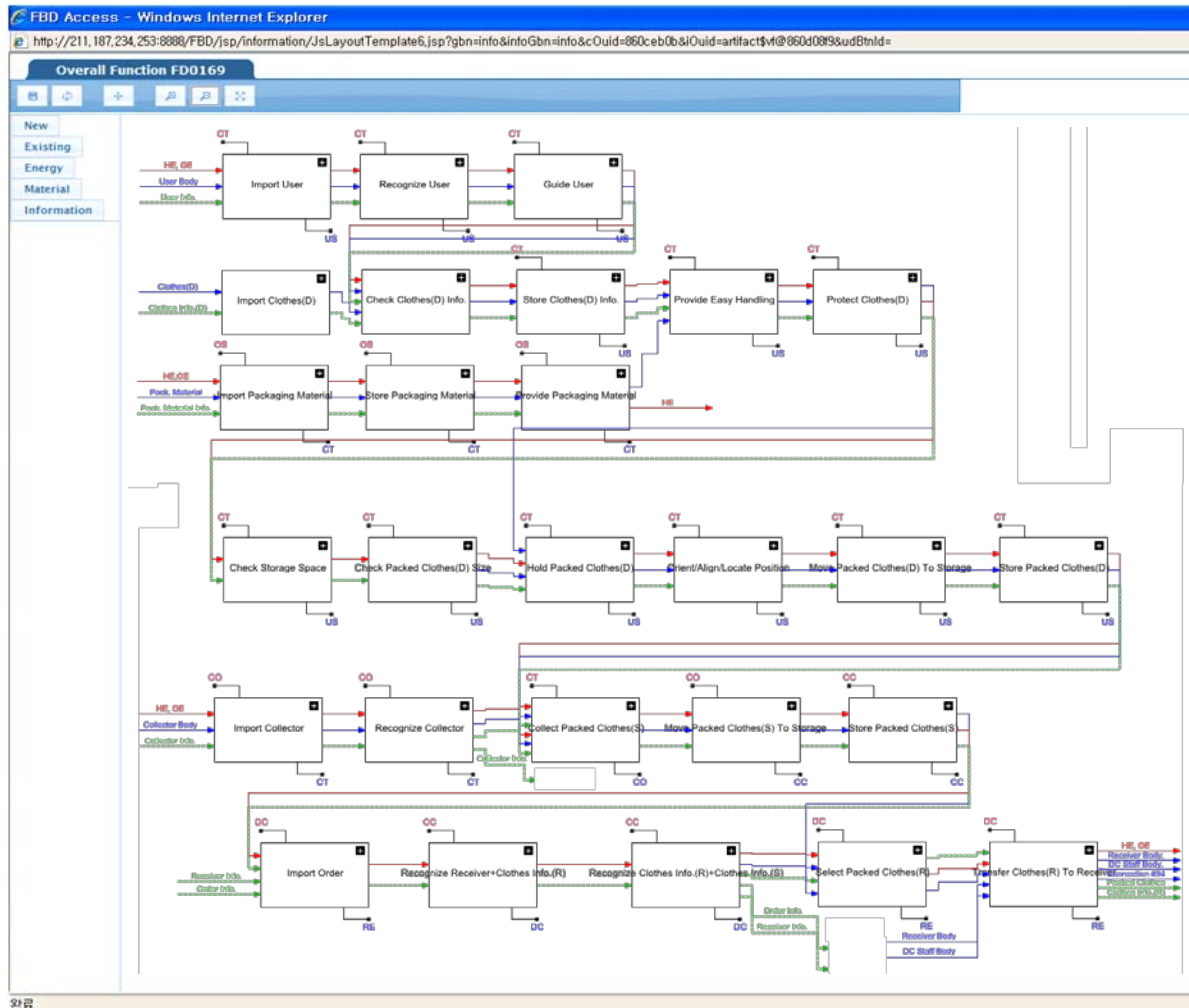 FBD Access - Windows Internet Explorer
http://211,187,234,253:8888/FBD/jsp/information/JsLayoutTemplate6,jsp?gbn=info&infoGbn=info&cOuid=860ceb0b&iOuid=artifact$vf@860d08f9&udBtnId=
Overall Function FD0169
New
Existing
Energy
Material
Information
CT CT CT
HE, GE
User Body
User Info.
Import User
Recognize User
Guide User
US US US
CT CT CT
Clothes(D)
Clothes Info.(D)
Import Clothes(D)
Check Clothes(D) Info.
Store Clothes(D) Info.
Provide Easy Handling
Protect Clothes(D)
US US US
OS OS OS
HE,GE
Pack. Material
Pack. Material Info.
Import Packaging Material
Store Packaging Material
Provide Packaging Material
HE
CT CT CT
CT CT CT CT CT CT
Check Storage Space
Check Packed Clothes(D) Size
Hold Packed Clothes(D)
Orient/Align/Locate Position
Move Packed Clothes(D) To Storage
Store Packed Clothes(D)
US US US US US US
CO CO CT CO CC
HE, GE
Collector Body
Collector Info.
Import Collector
Recognize Collector
Collect Packed Clothes(S)
Move Packed Clothes(S) To Storage
Store Packed Clothes(S)
Collector Info.
CT CT CO CC CC
DC CC CC DC DC
Receiver Info.
Order Info.
Import Order
Recognize Receiver+Clothes Info.(R)
Recognize Clothes Info.(R)+Clothes Info.(S)
Select Packed Clothes(R)
Transfer Clothes(R) To Receiver
HE, GE
Receiver Body,
DC Staff Body,
RE DC DC RE RE
Order Info.
Receiver Info.
Receiver Body
DC Staff Body
완료